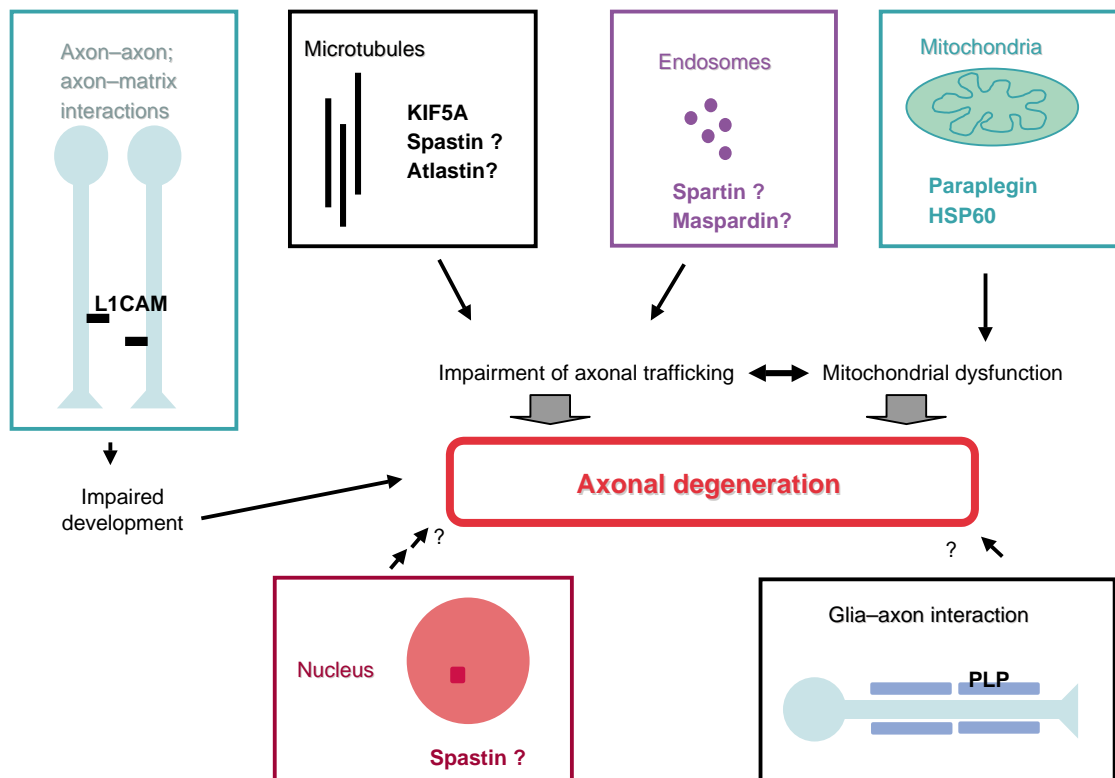 Axon–axon;
axon–matrix
interactions
L1CAM
Microtubules
KIF5A
Spastin ?
Atlastin?
Endosomes
Spartin ?
Maspardin?
Mitochondria
Paraplegin
HSP60
Impairment of axonal trafficking
Mitochondrial dysfunction
Axonal degeneration
Impaired
development
?
?
Nucleus
Spastin ?
Glia–axon interaction
PLP